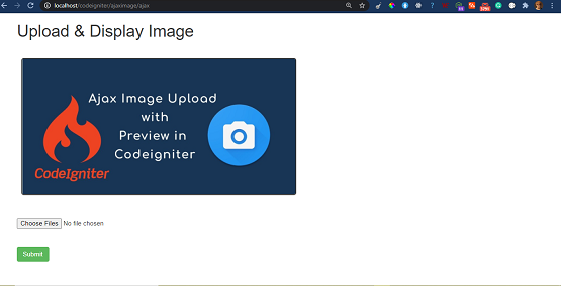 localhost/codeigniter/ajaximage/ajax
Upload & Display Image
Ajax Image Upload
with
Preview in
Codeigniter
CodeIgniter
Choose Files No file chosen
Submit